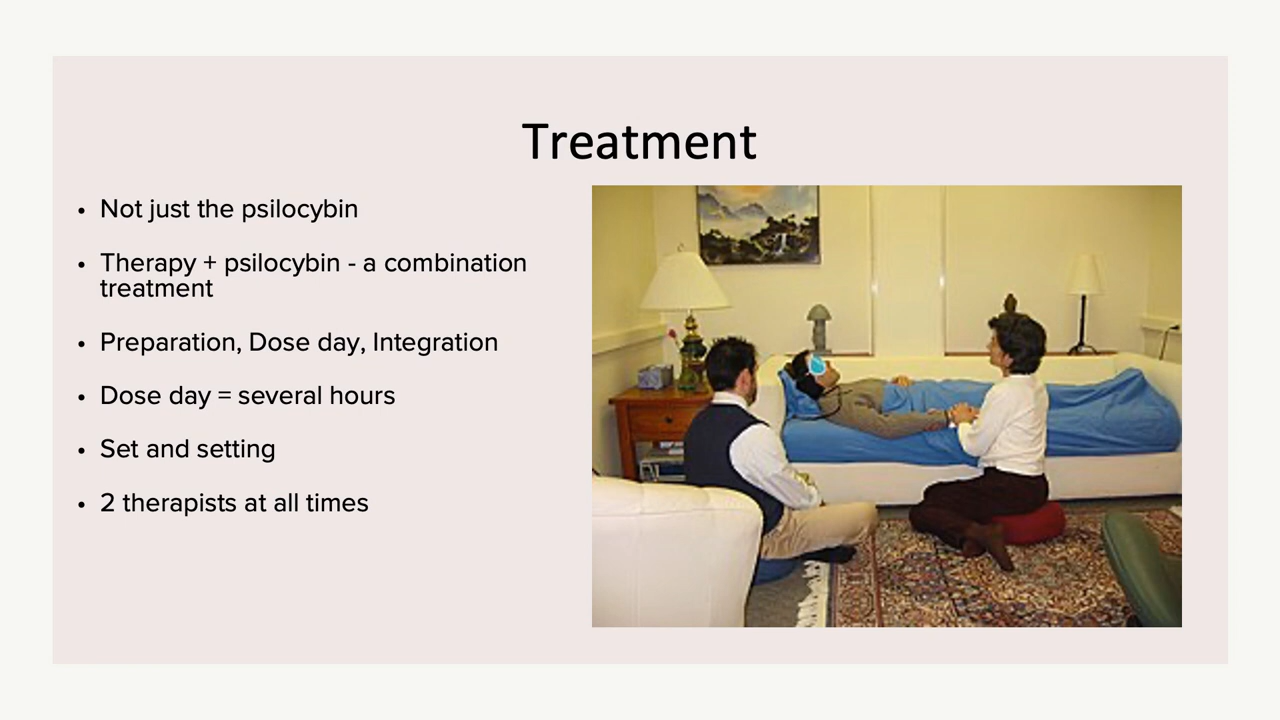 Treatment
• Not just the psilocybin
• Therapy + psilocybin - a combination
treatment
• Preparation, Dose day, Integration
• Dose day = several hours
• Set and setting
• 2 therapists at all times